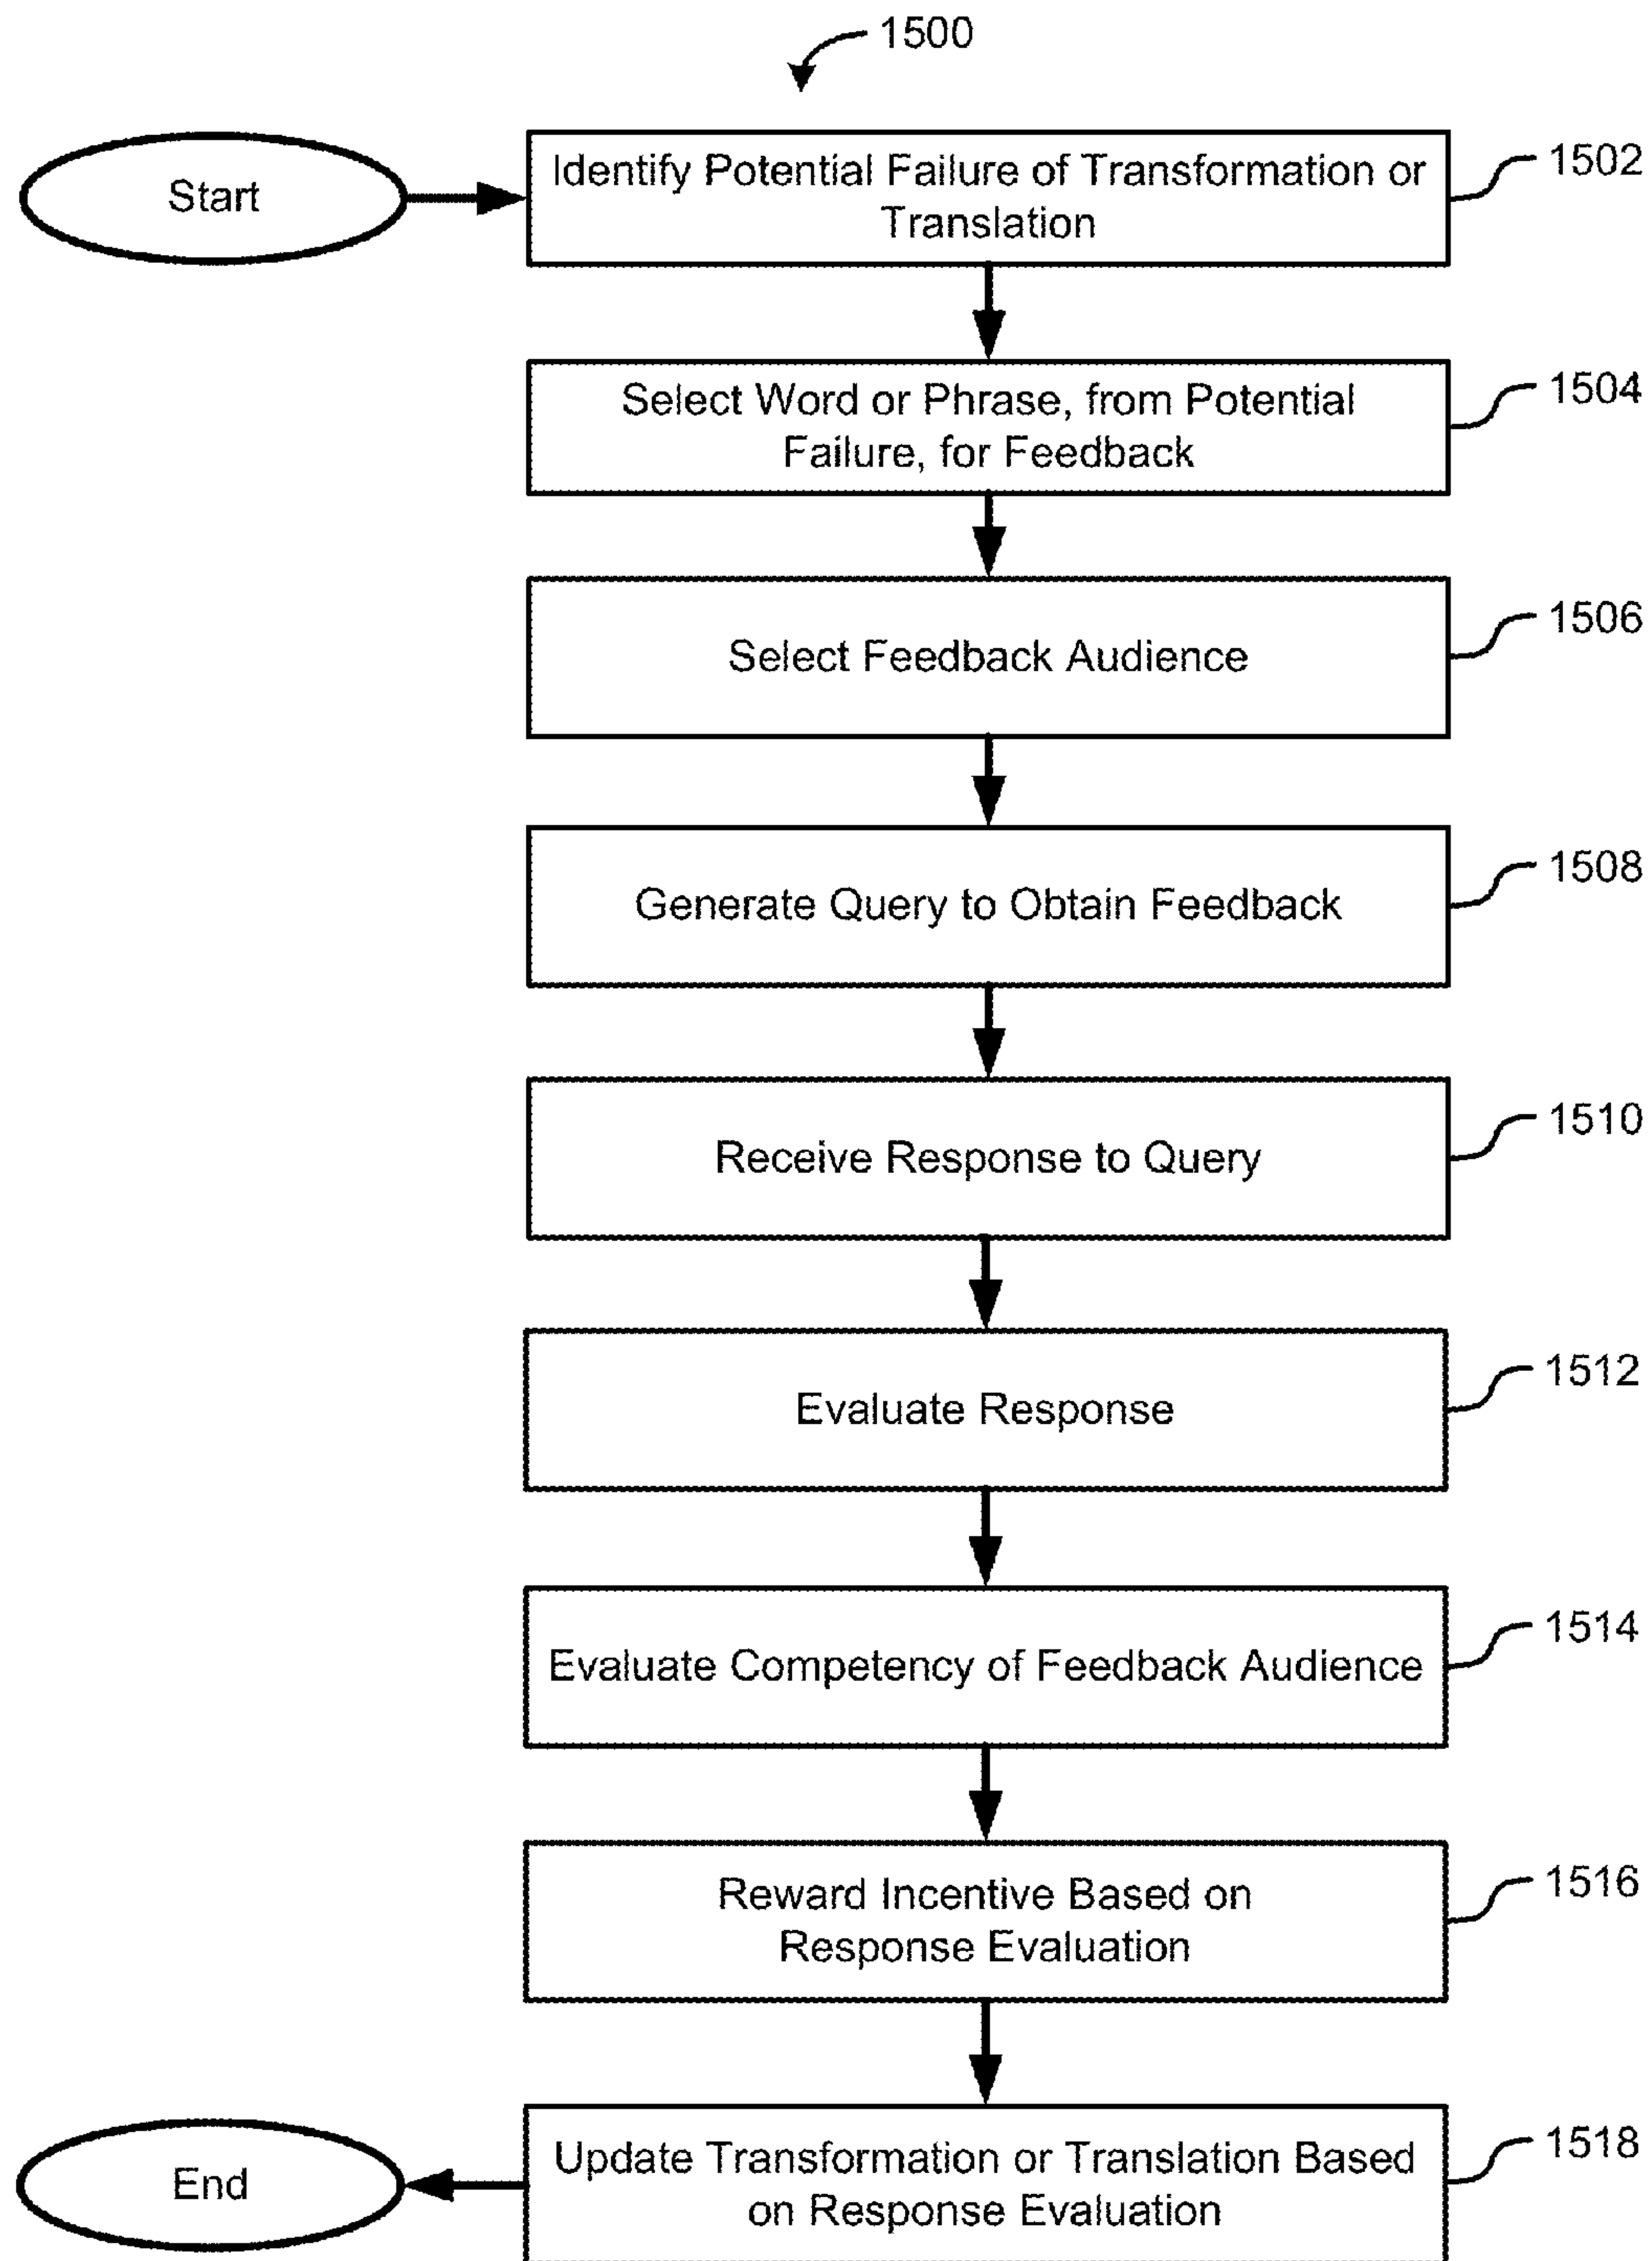 1500
Start
Identify Potential Failure of Transformation or
Translation
1502
Select Word or Phrase, from Potential
Failure, for Feedback
1504
Select Feedback Audience
1506
Generate Query to Obtain Feedback
1508
Receive Response to Query
1510
Evaluate Response
1512
Evaluate Competency of Feedback Audience
1514
Reward Incentive Based on
Response Evaluation
1516
Update Transformation or Translation Based
on Response Evaluation
1518
End